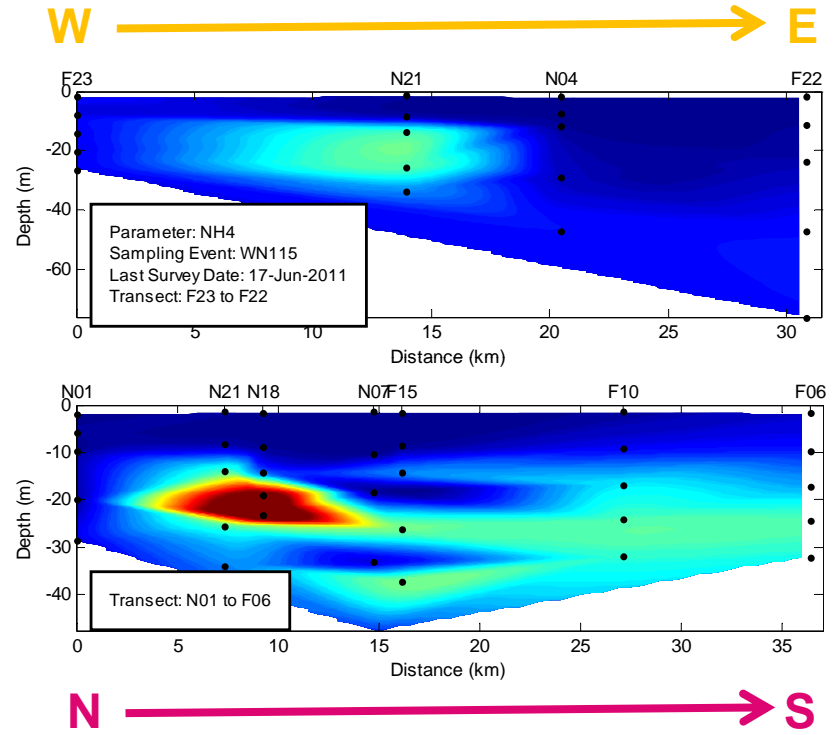 W E
F23 N21 N04 F22
0
-20
-40
-60
Depth (m)
Parameter: NH4
Sampling Event: WN115
Last Survey Date: 17-Jun-2011
Transect: F23 to F22
0 5 10 15 20 25 30
Distance (km)
N01 N21 N18 N07 F15 F10 F06
0
-10
-20
-30
-40
Depth (m)
Transect: N01 to F06
0 5 10 15 20 25 30 35
Distance (km)
N S